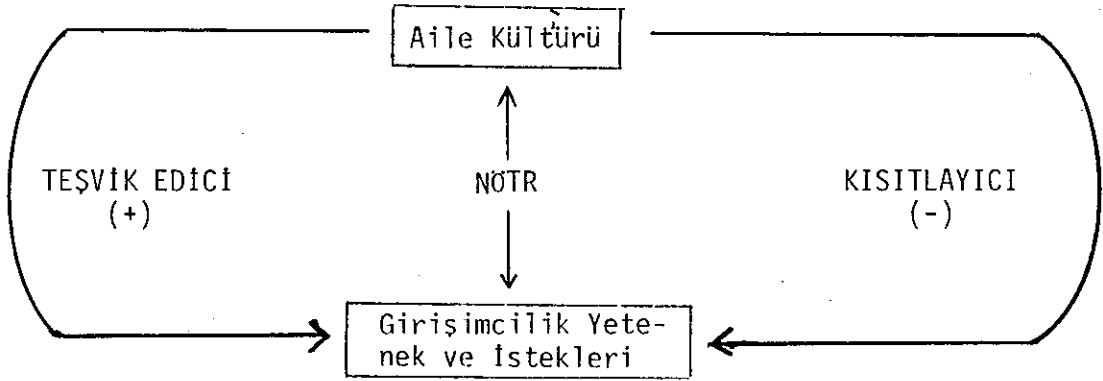 Aile Kültürü
TEŞVİK EDİCİ
(+)
NÖTR
KISITLAYICI
(-)
Girişimcilik Yete-
nek ve İstekleri